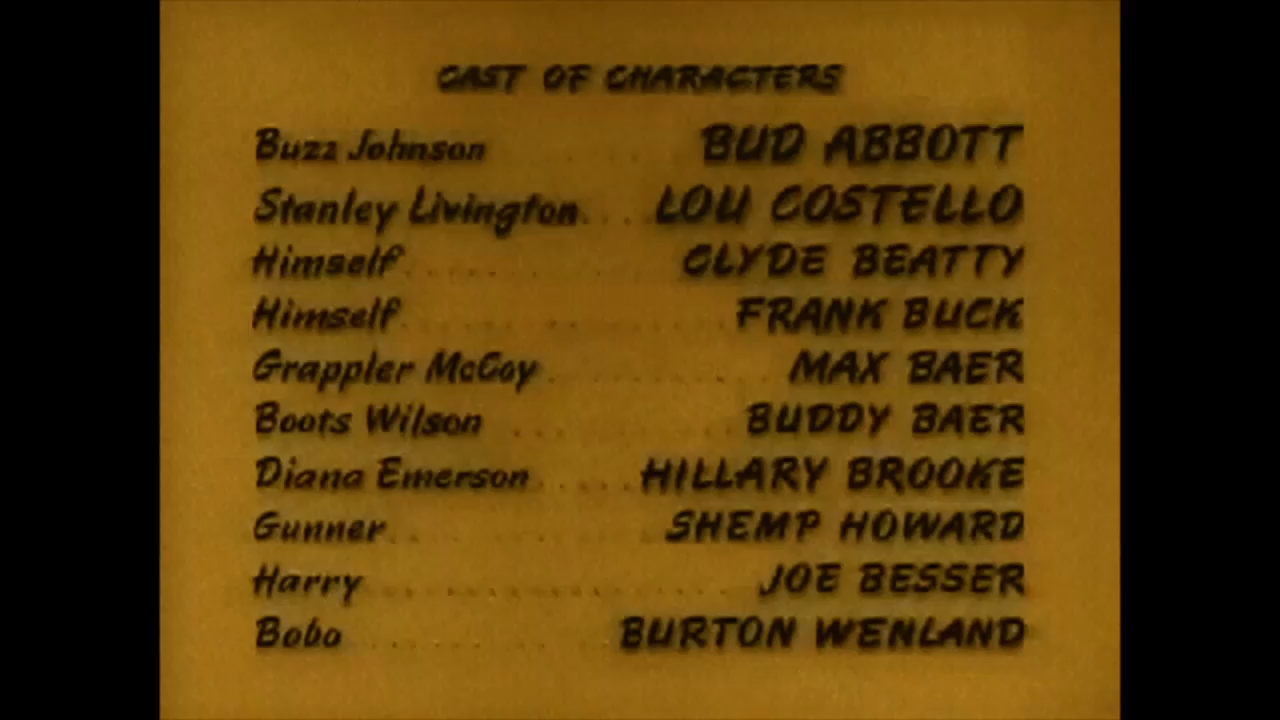 CAST OF CHARACTERS
Buzz Johnson . . . . . BUD ABBOTT
Stanley Livington . . . . LOU COSTELLO
Himself . . . . . . . . . CLYDE BEATTY
Himself . . . . . . . . . FRANK BUCK
Grappler McCoy . . . . . . . . MAX BAER
Boots Wilson . . . . . . . . BUDDY BAER
Diana Emerson . . . . . HILLARY BROOKE
Gunner . . . . . . . . . SHEMP HOWARD
Harry . . . . . . . . . . . . JOE BESSER
Bobo . . . . . . . . BURTON WENLAND